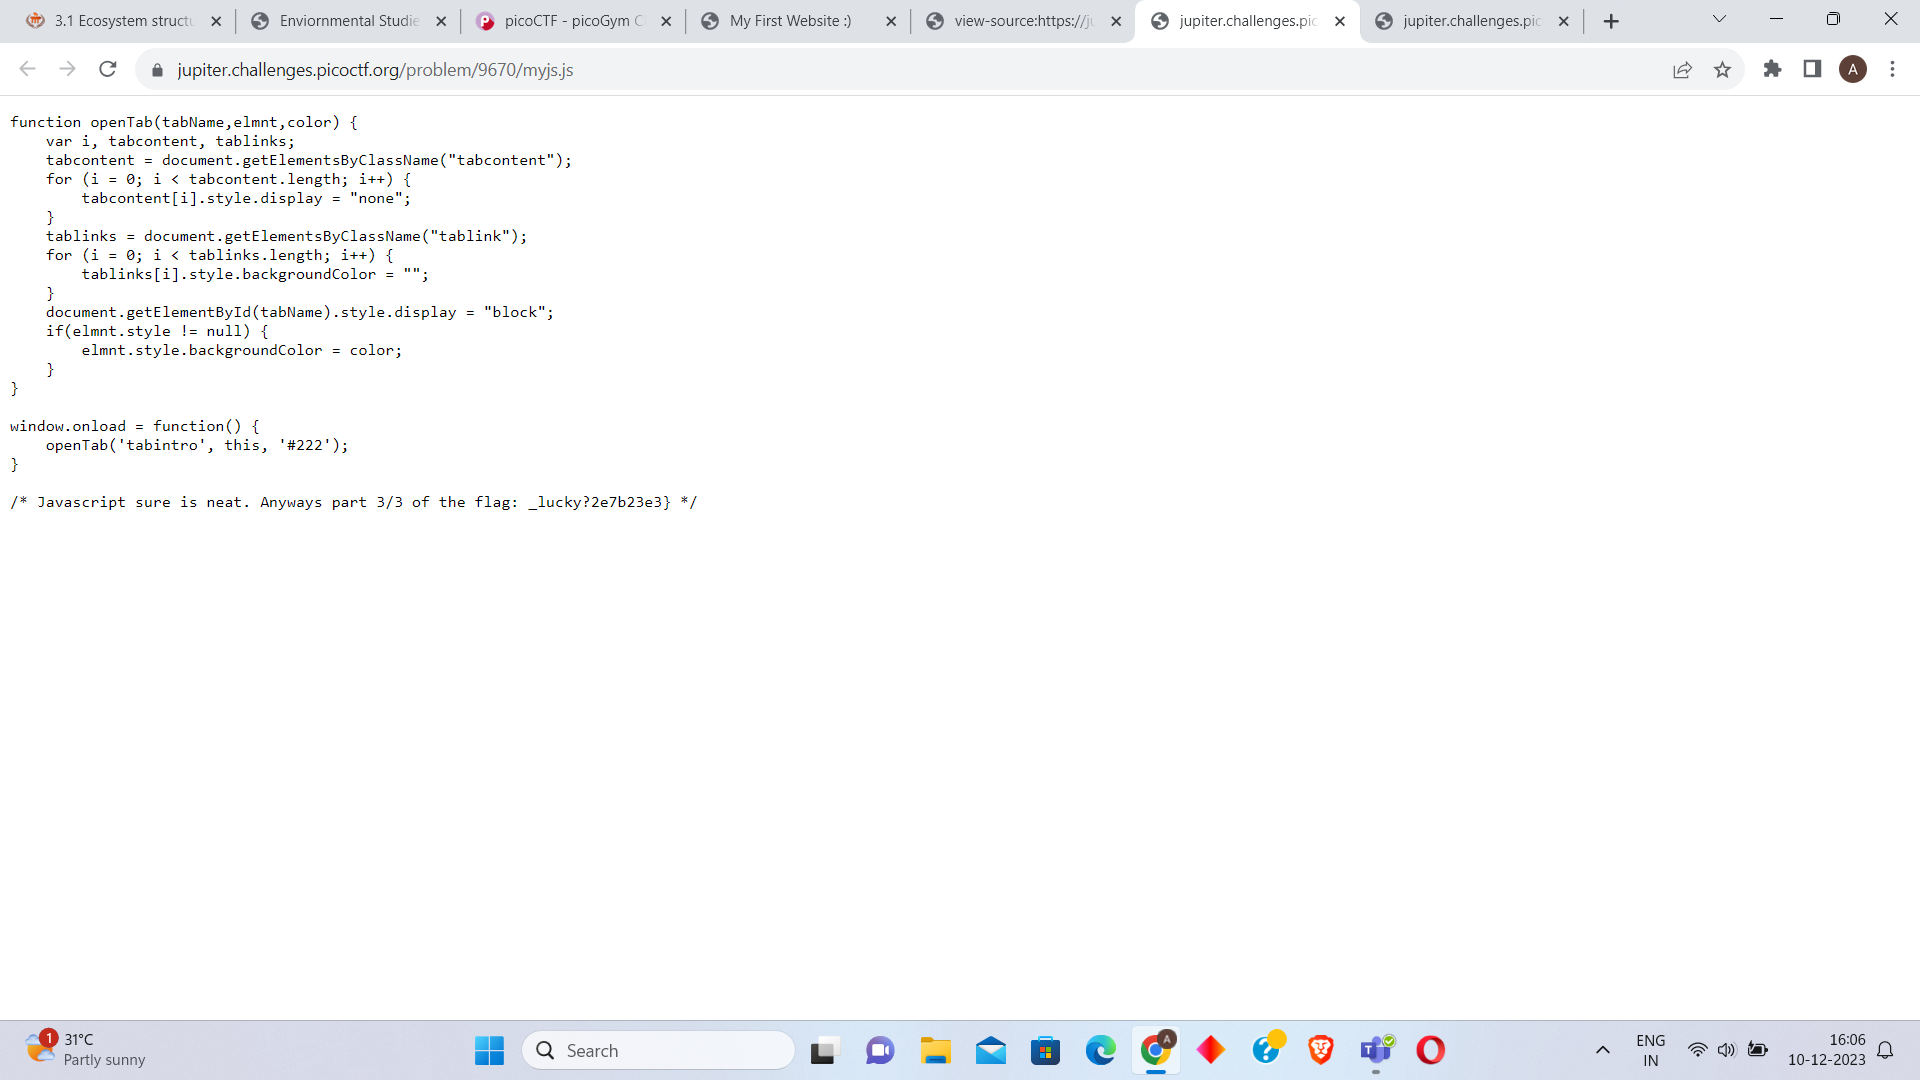 3.1 Ecosystem structu
Enviornmental Studie
picoCTF - picoGym C
My First Website :)
view-source:https://ju
jupiter.challenges.pic
jupiter.challenges.pic
jupiter.challenges.picoctf.org/problem/9670/myjs.js
A
function openTab(tabName,elmnt,color) {
    var i, tabcontent, tablinks;
    tabcontent = document.getElementsByClassName("tabcontent");
    for (i = 0; i < tabcontent.length; i++) {
        tabcontent[i].style.display = "none";
    }
    tablinks = document.getElementsByClassName("tablink");
    for (i = 0; i < tablinks.length; i++) {
        tablinks[i].style.backgroundColor = "";
    }
    document.getElementById(tabName).style.display = "block";
    if(elmnt.style != null) {
        elmnt.style.backgroundColor = color;
    }
}

window.onload = function() {
    openTab('tabintro', this, '#222');
}

/* Javascript sure is neat. Anyways part 3/3 of the flag: _lucky?2e7b23e3} */
1
31°C
Partly sunny
Search
A
ENG
IN
16:06
10-12-2023